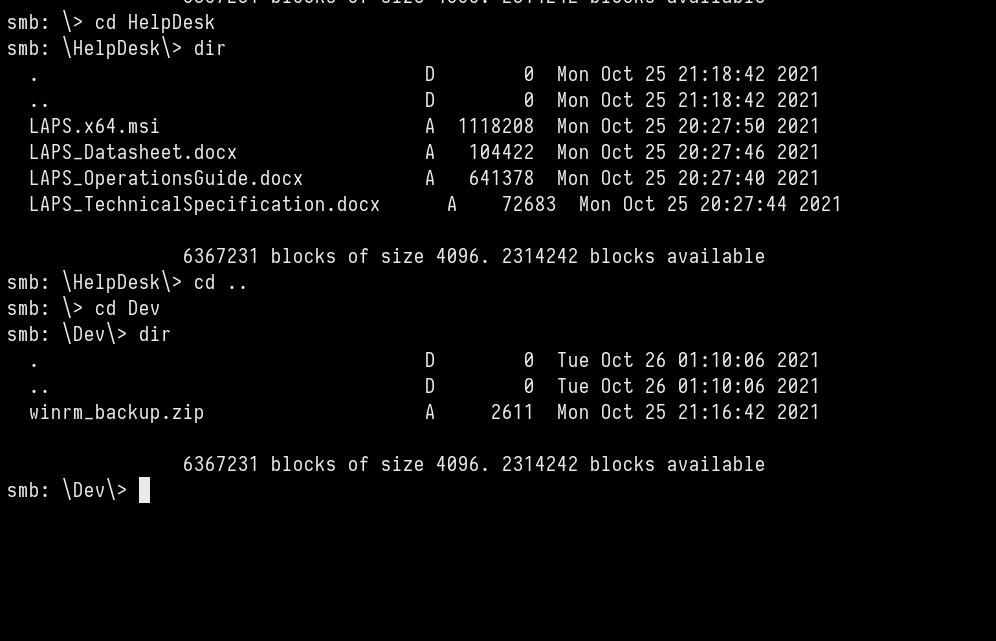 6367231 blocks of size 4096. 2314242 blocks available
smb: \> cd HelpDesk
smb: \HelpDesk\> dir
  .                                   D        0  Mon Oct 25 21:18:42 2021
  ..                                  D        0  Mon Oct 25 21:18:42 2021
  LAPS.x64.msi                        A  1118208  Mon Oct 25 20:27:50 2021
  LAPS_Datasheet.docx                 A   104422  Mon Oct 25 20:27:46 2021
  LAPS_OperationsGuide.docx           A   641378  Mon Oct 25 20:27:40 2021
  LAPS_TechnicalSpecification.docx      A    72683  Mon Oct 25 20:27:44 2021
                6367231 blocks of size 4096. 2314242 blocks available
smb: \HelpDesk\> cd ..
smb: \> cd Dev
smb: \Dev\> dir
  .                                   D        0  Tue Oct 26 01:10:06 2021
  ..                                  D        0  Tue Oct 26 01:10:06 2021
  winrm_backup.zip                    A     2611  Mon Oct 25 21:16:42 2021
                6367231 blocks of size 4096. 2314242 blocks available
smb: \Dev\>